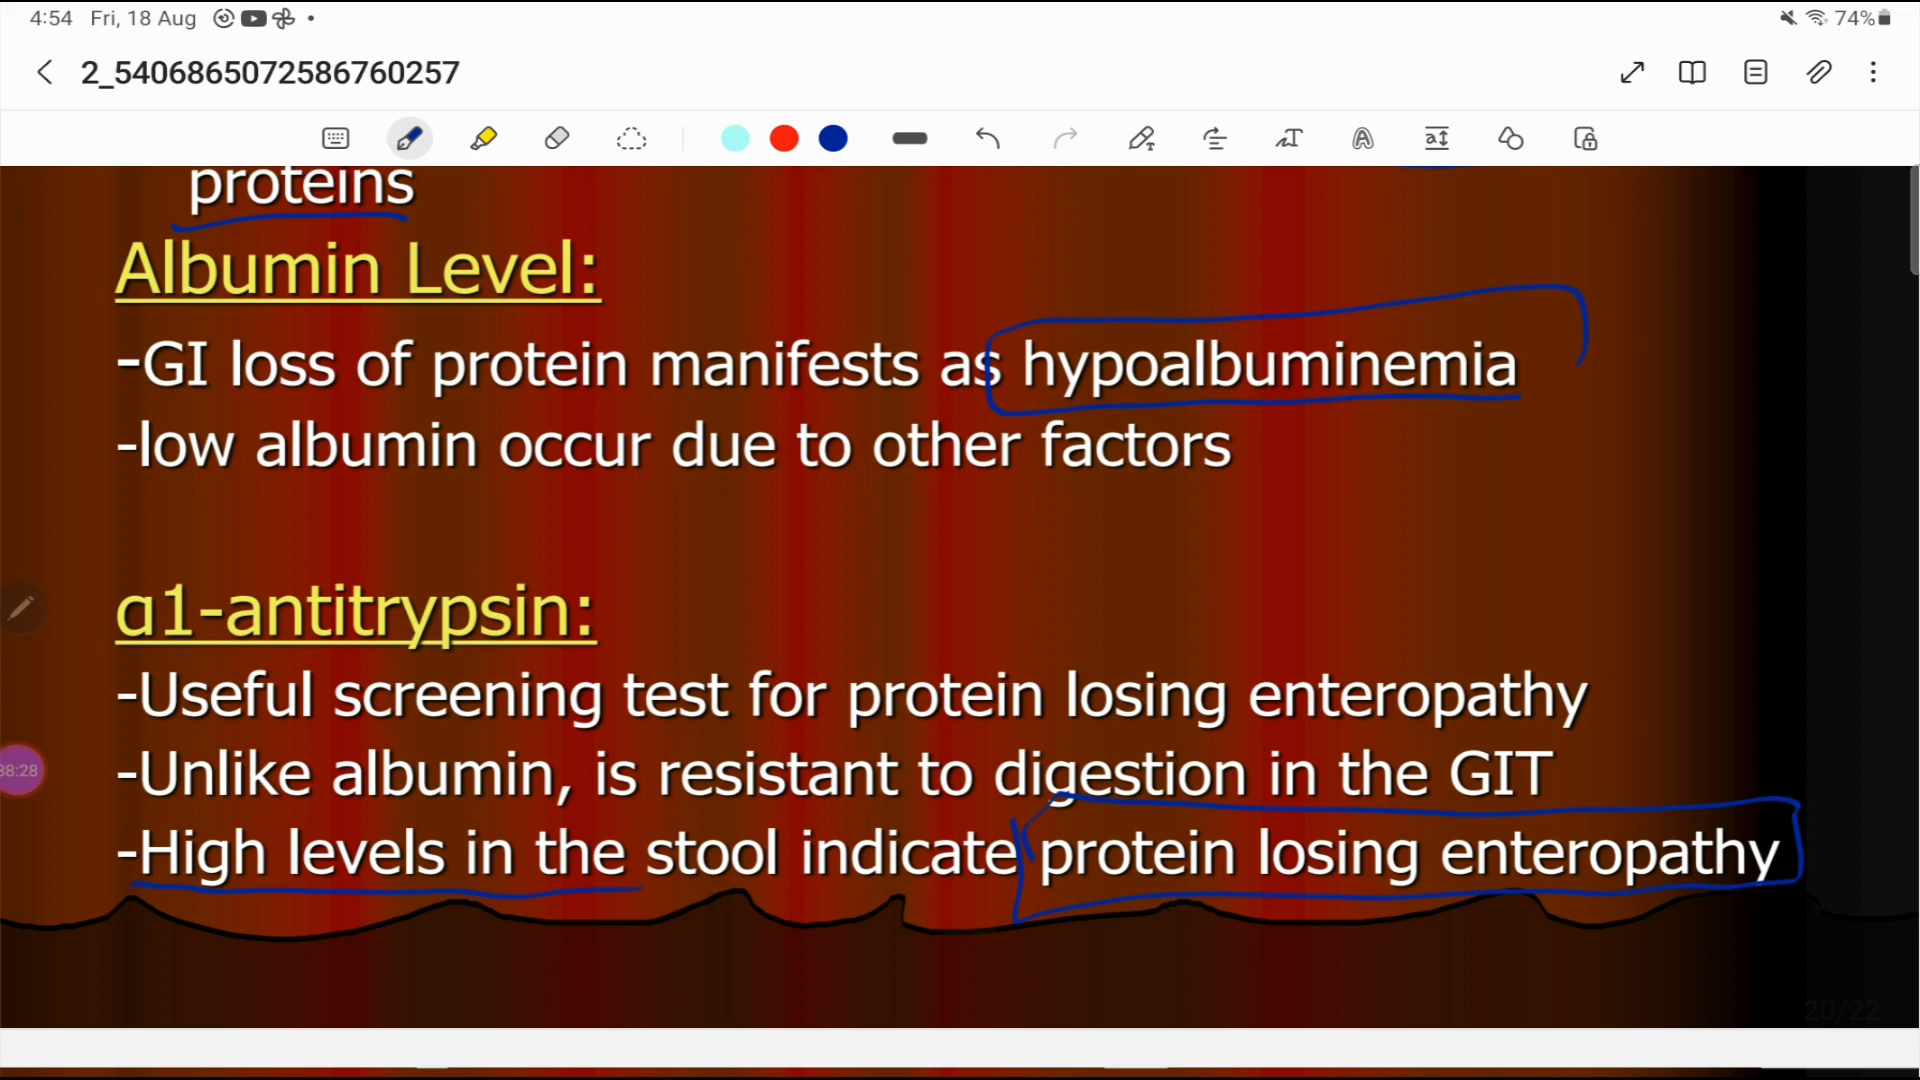 4:54 Fri, 18 Aug
74%
2_5406865072586760257
proteins
Albumin Level:
-GI loss of protein manifests as hypoalbuminemia
-low albumin occur due to other factors
α1-antitrypsin:
-Useful screening test for protein losing enteropathy
-Unlike albumin, is resistant to digestion in the GIT
38:28
-High levels in the stool indicate protein losing enteropathy
20/22